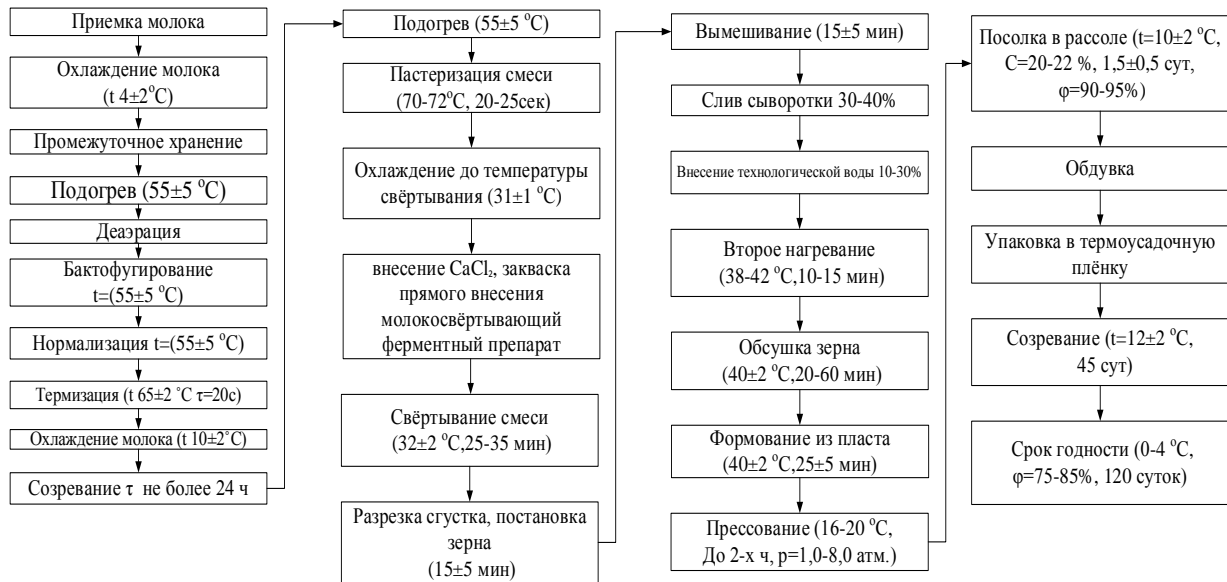 Приемка молока
Охлаждение молока
(t 4±2°C)
Промежуточное хранение
Подогрев (55±5 °C)
Деаэрация
Бактофугирование
t=(55±5 °C)
Нормализация t=(55±5 °C)
Термизация (t 65±2 ˚C τ=20с)
Охлаждение молока (t 10±2˚C)
Созревание τ не более 24 ч
Подогрев (55±5 °C)
Пастеризация смеси
(70-72°C, 20-25сек)
Охлаждение до температуры
свёртывания (31±1 °C)
внесение CaCl₂, закваска
прямого внесения
молокосвёртывающий
ферментный препарат
Свёртывание смеси
(32±2 °C,25-35 мин)
Разрезка сгустка, постановка
зерна
(15±5 мин)
Вымешивание (15±5 мин)
Слив сыворотки 30-40%
Внесение технологической воды 10-30%
Второе нагревание
(38-42 °C,10-15 мин)
Обсушка зерна
(40±2 °C,20-60 мин)
Формование из пласта
(40±2 °C,25±5 мин)
Прессование (16-20 °C,
До 2-х ч, p=1,0-8,0 атм.)
Посолка в рассоле (t=10±2 °C,
C=20-22 %, 1,5±0,5 сут,
φ=90-95%)
Обдувка
Упаковка в термоусадочную
плёнку
Созревание (t=12±2 °C,
45 сут)
Срок годности (0-4 °C,
φ=75-85%, 120 суток)